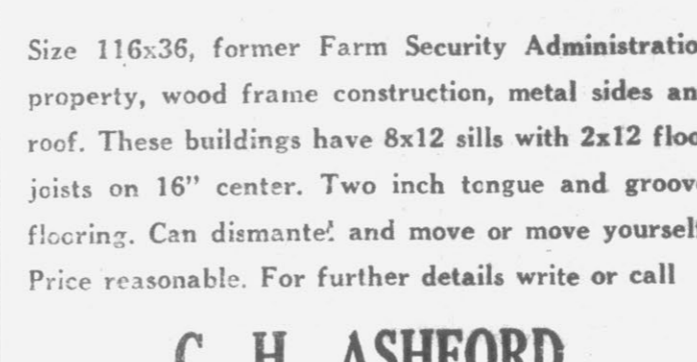 Size 116x36, former Farm Security Administratio
property, wood frame construction, metal sides an
roof. These buildings have 8x12 sills with 2x12 floo
joists on 16” center. Two inch tongue and groove
flooring. Can dismantel and move or move yourself
Price reasonable. For further details write or call
C. H. ASHFORD